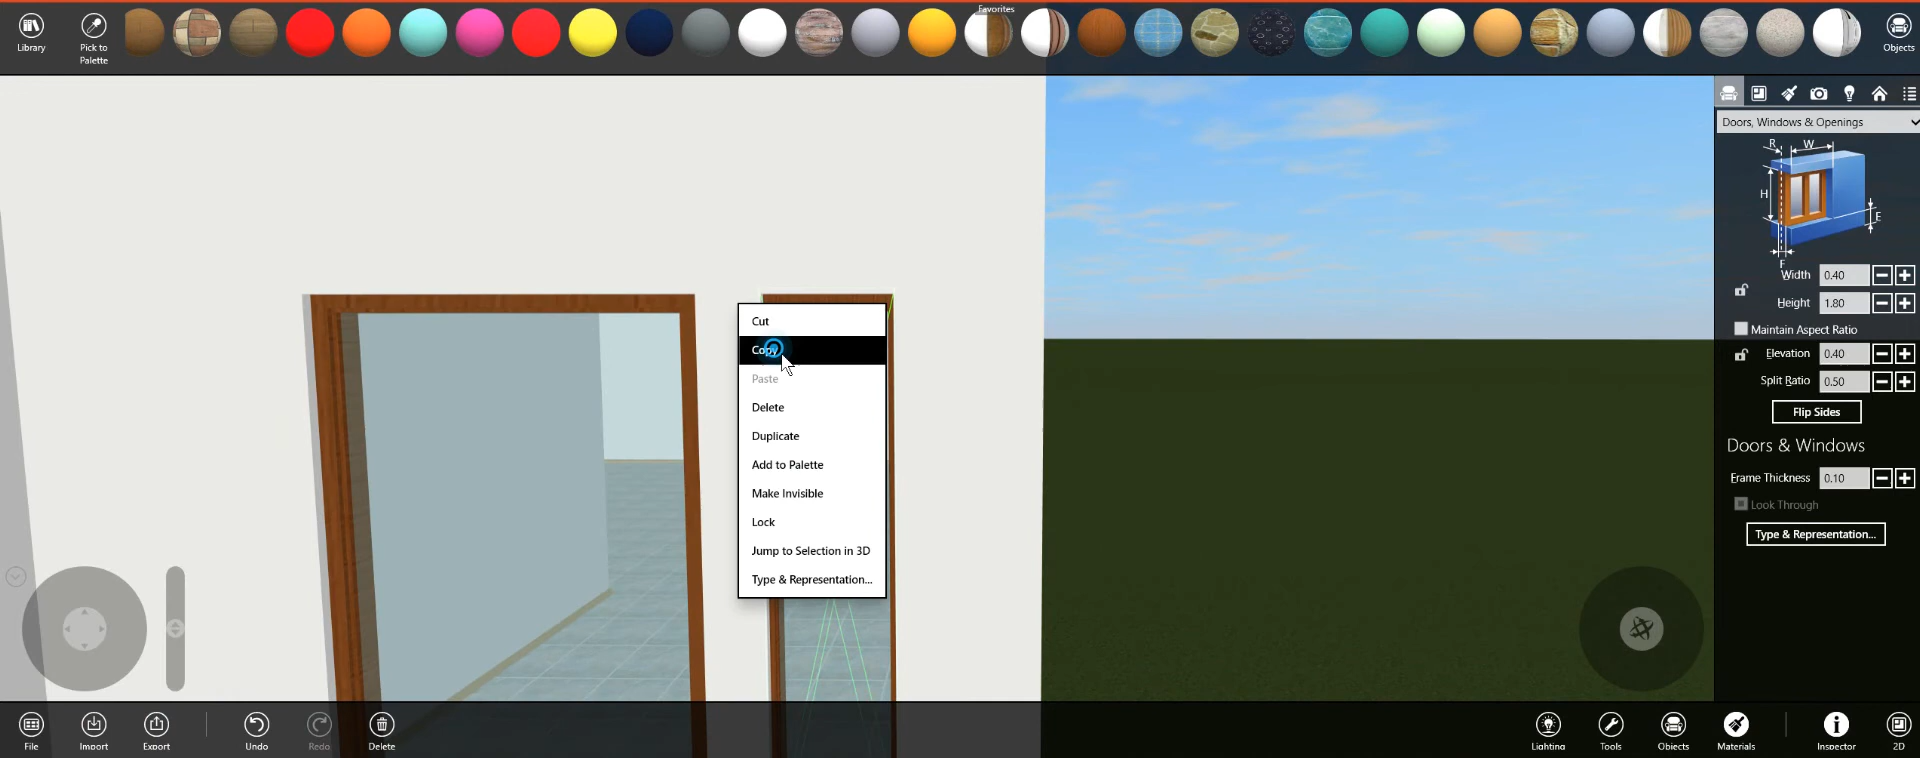 Favorites
Library
Pick to
Palette
Objects
Doors, Windows & Openings
R W
H
E
F
Width 0.40
Height 1.80
Maintain Aspect Ratio
Elevation 0.40
Split Ratio 0.50
Flip Sides
Doors & Windows
Frame Thickness 0.10
Look Through
Type & Representation...
Cut
Copy
Paste
Delete
Duplicate
Add to Palette
Make Invisible
Lock
Jump to Selection in 3D
Type & Representation...
File
Import
Export
Undo
Redo
Delete
Lighting
Tools
Objects
Materials
Inspector
2D